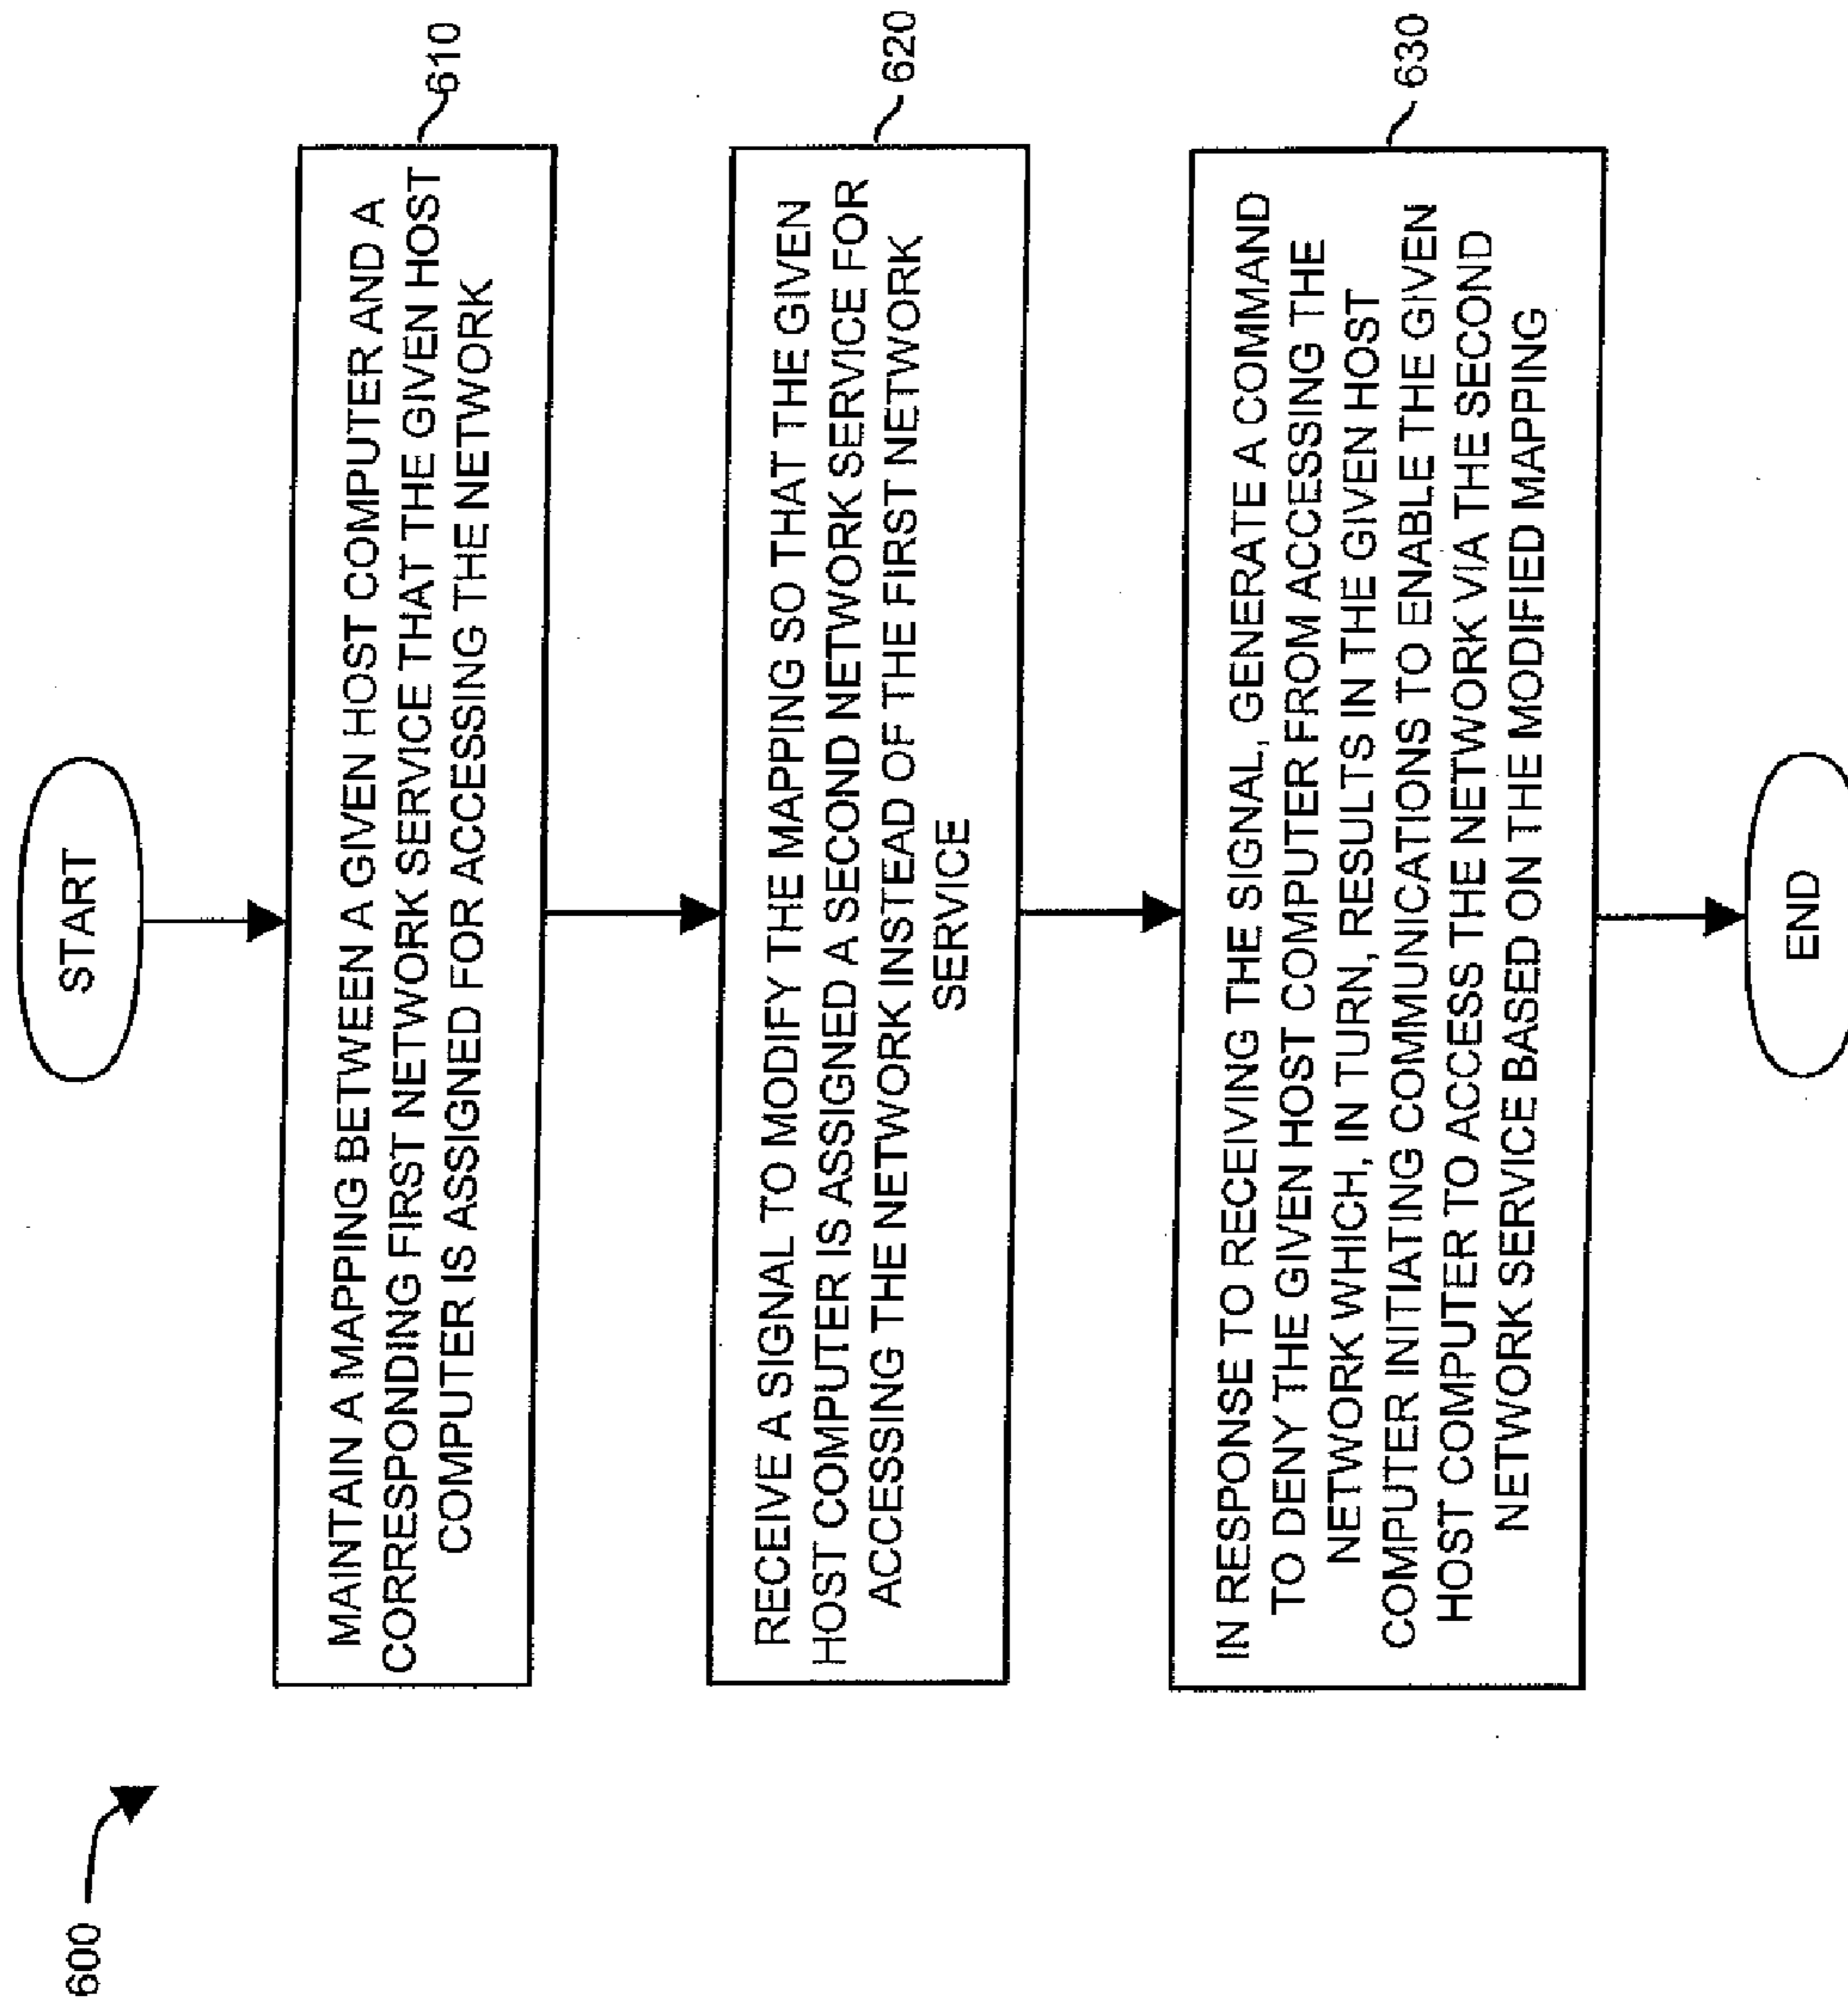 600
START
MAINTAIN A MAPPING BETWEEN A GIVEN HOST COMPUTER AND A
CORRESPONDING FIRST NETWORK SERVICE THAT THE GIVEN HOST
COMPUTER IS ASSIGNED FOR ACCESSING THE NETWORK
610
RECEIVE A SIGNAL TO MODIFY THE MAPPING SO THAT THE GIVEN
HOST COMPUTER IS ASSIGNED A SECOND NETWORK SERVICE FOR
ACCESSING THE NETWORK INSTEAD OF THE FIRST NETWORK
SERVICE
620
IN RESPONSE TO RECEIVING THE SIGNAL, GENERATE A COMMAND
TO DENY THE GIVEN HOST COMPUTER FROM ACCESSING THE
NETWORK WHICH, IN TURN, RESULTS IN THE GIVEN HOST
COMPUTER INITIATING COMMUNICATIONS TO ENABLE THE GIVEN
HOST COMPUTER TO ACCESS THE NETWORK VIA THE SECOND
NETWORK SERVICE BASED ON THE MODIFIED MAPPING
630
END